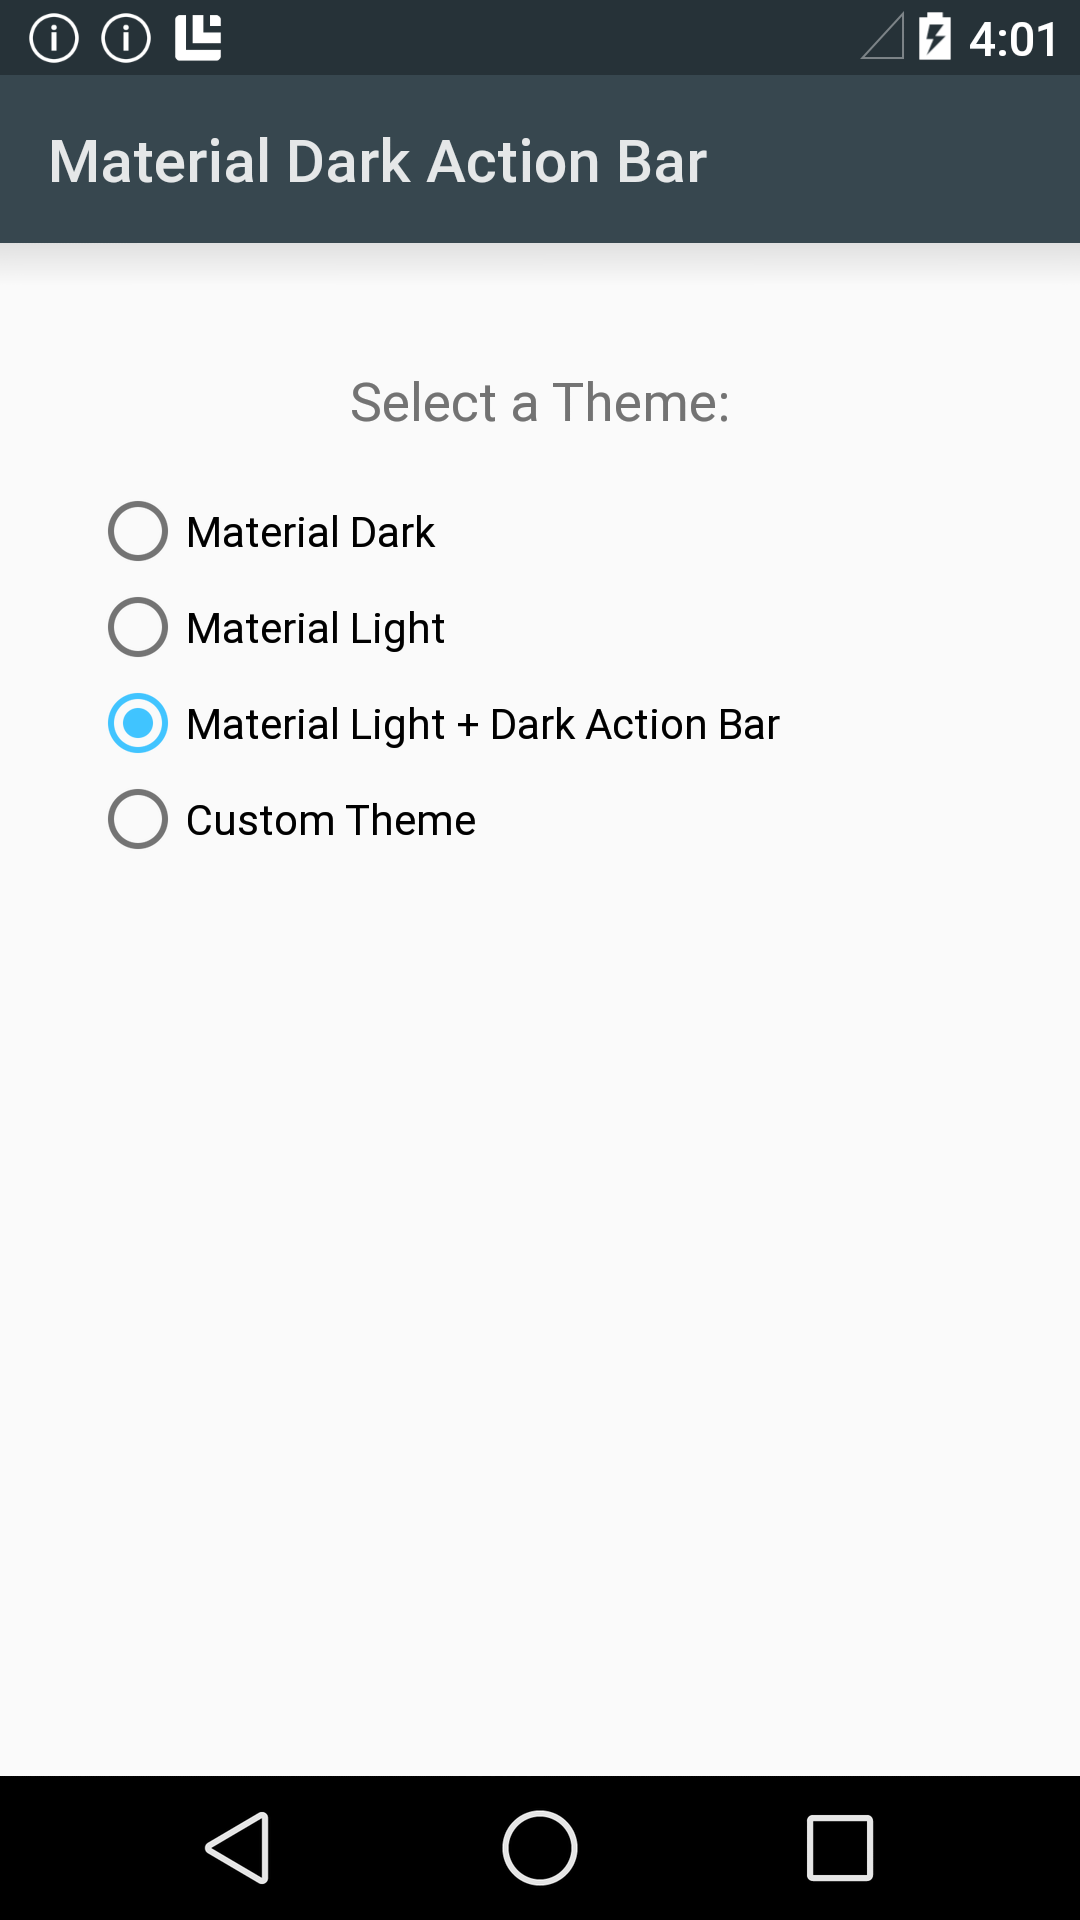 4:01
Material Dark Action Bar
Select a Theme:
Material Dark
Material Light
Material Light + Dark Action Bar
Custom Theme